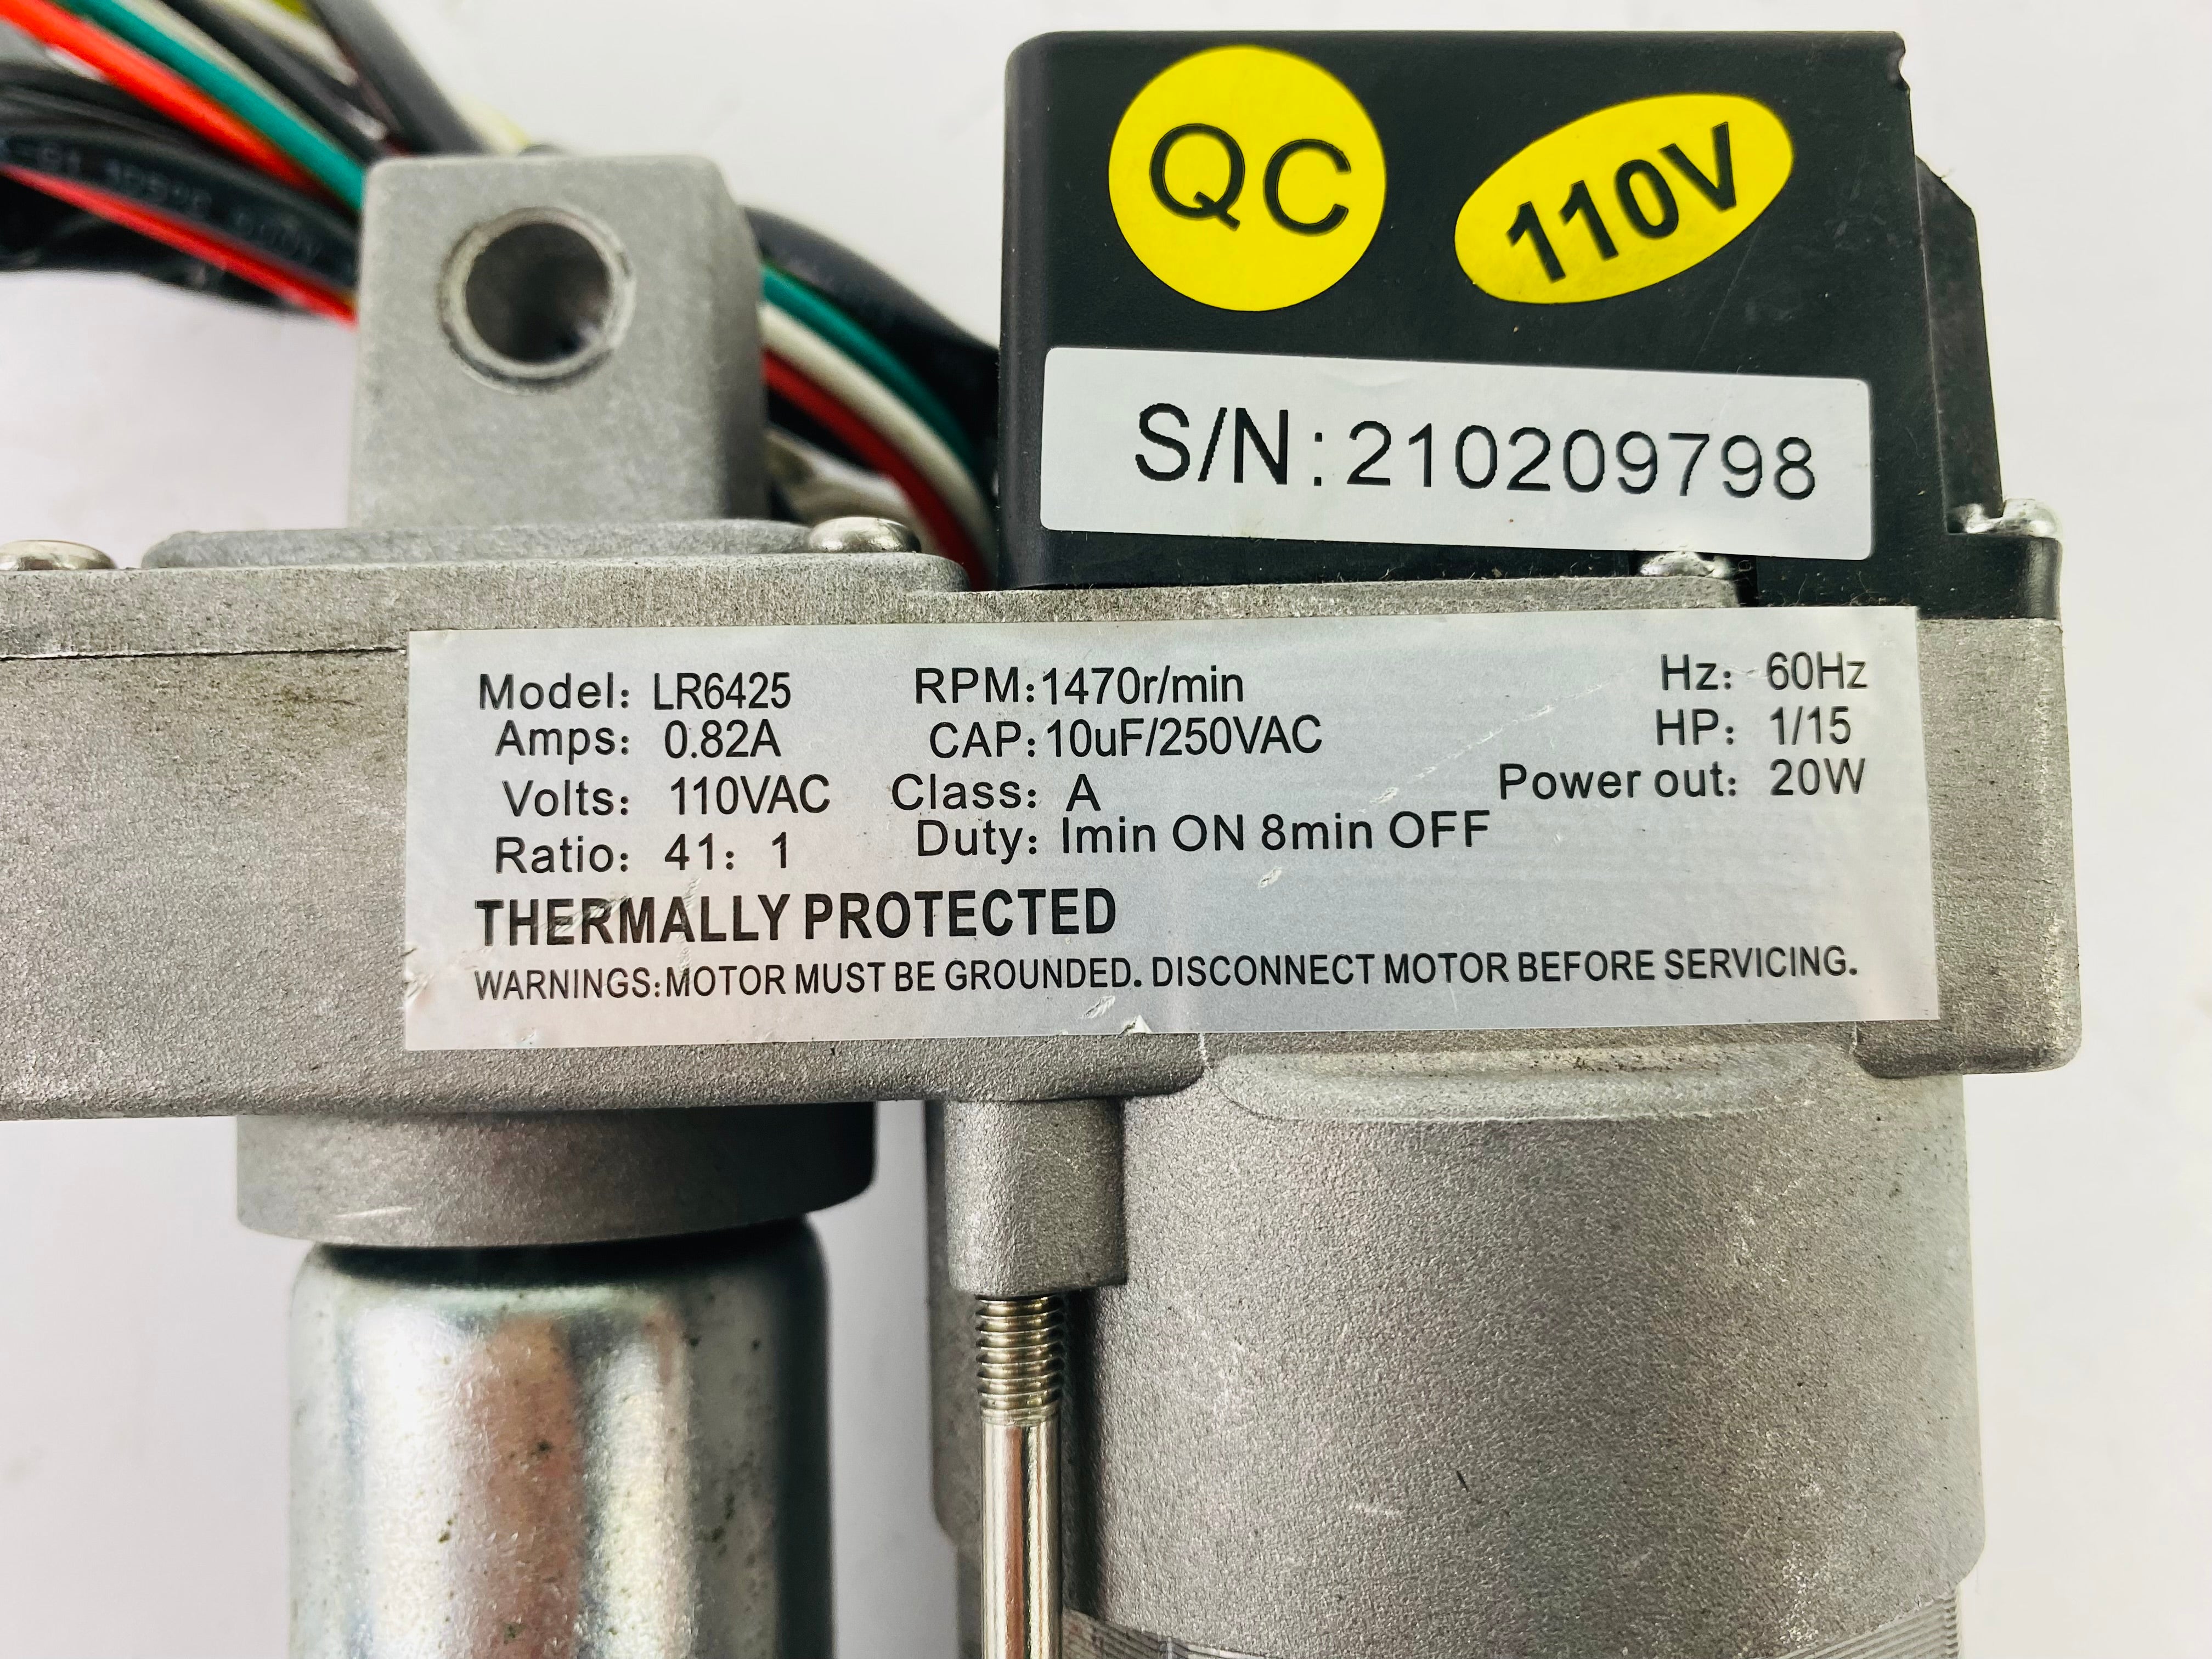 QC
110V
S/N:210209798
Model: LR6425 RPM:1470r/min Hz: 60Hz
Amps: 0.82A CAP:10uF/250VAC HP: 1/15
Volts: 110VAC Class: A Power out: 20W
Ratio: 41: 1 Duty: Imin ON 8min OFF
THERMALLY PROTECTED
WARNINGS:MOTOR MUST BE GROUNDED. DISCONNECT MOTOR BEFORE SERVICING.